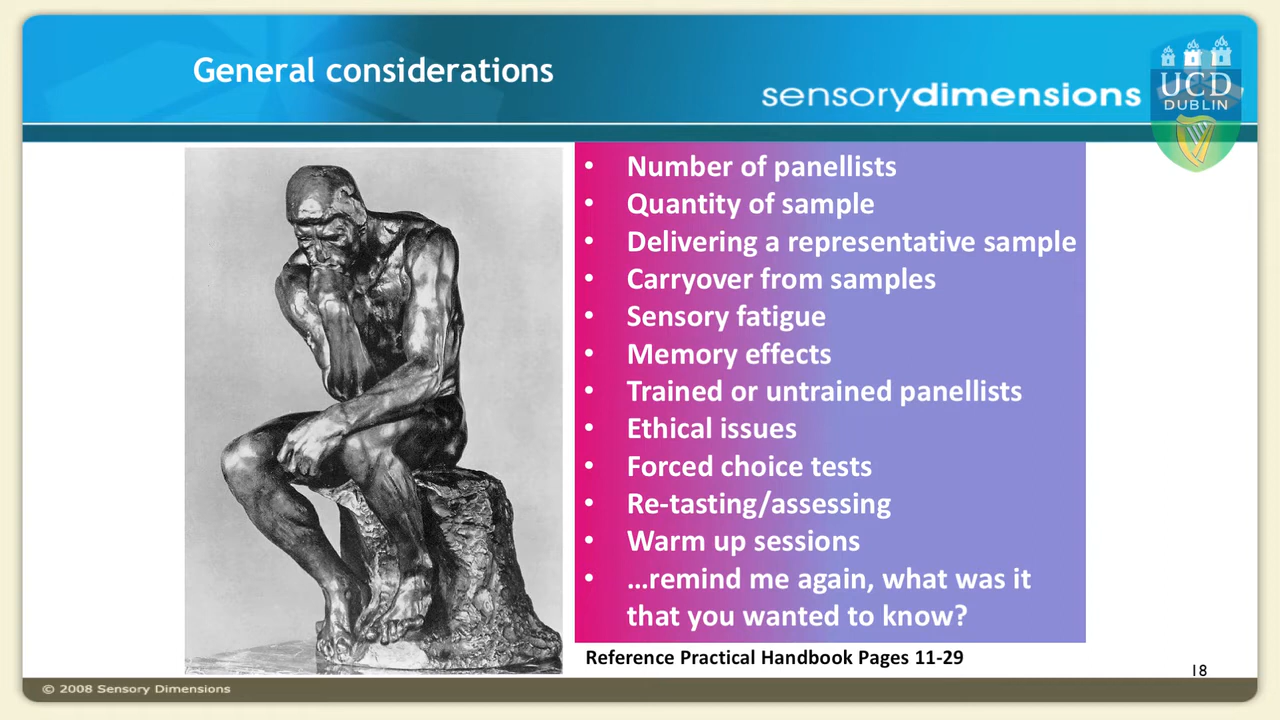 General considerations
sensorydimensions
UCD
DUBLIN
• Number of panellists
• Quantity of sample
• Delivering a representative sample
• Carryover from samples
• Sensory fatigue
• Memory effects
• Trained or untrained panellists
• Ethical issues
• Forced choice tests
• Re-tasting/assessing
• Warm up sessions
• …remind me again, what was it
that you wanted to know?
Reference Practical Handbook Pages 11-29
18
© 2008 Sensory Dimensions